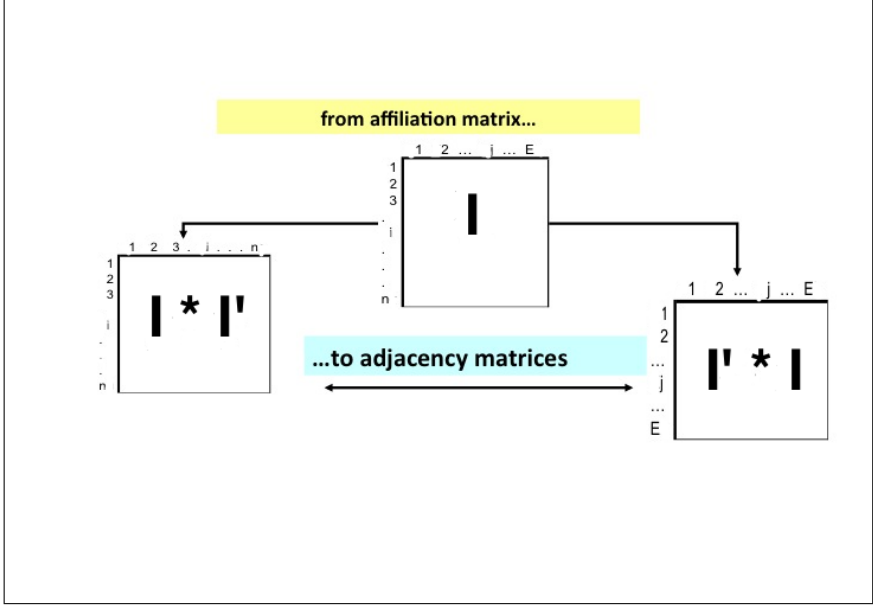 from affiliation matrix…
1 2 ... j ... E
1
2
3
.
i
.
.
.
n
I
1 2 3 . i . . . n
1
2
3
i
.
.
.
n
I * I'
...to adjacency matrices
1 2 ... j ... E
1
2
...
j
...
E
I' * I